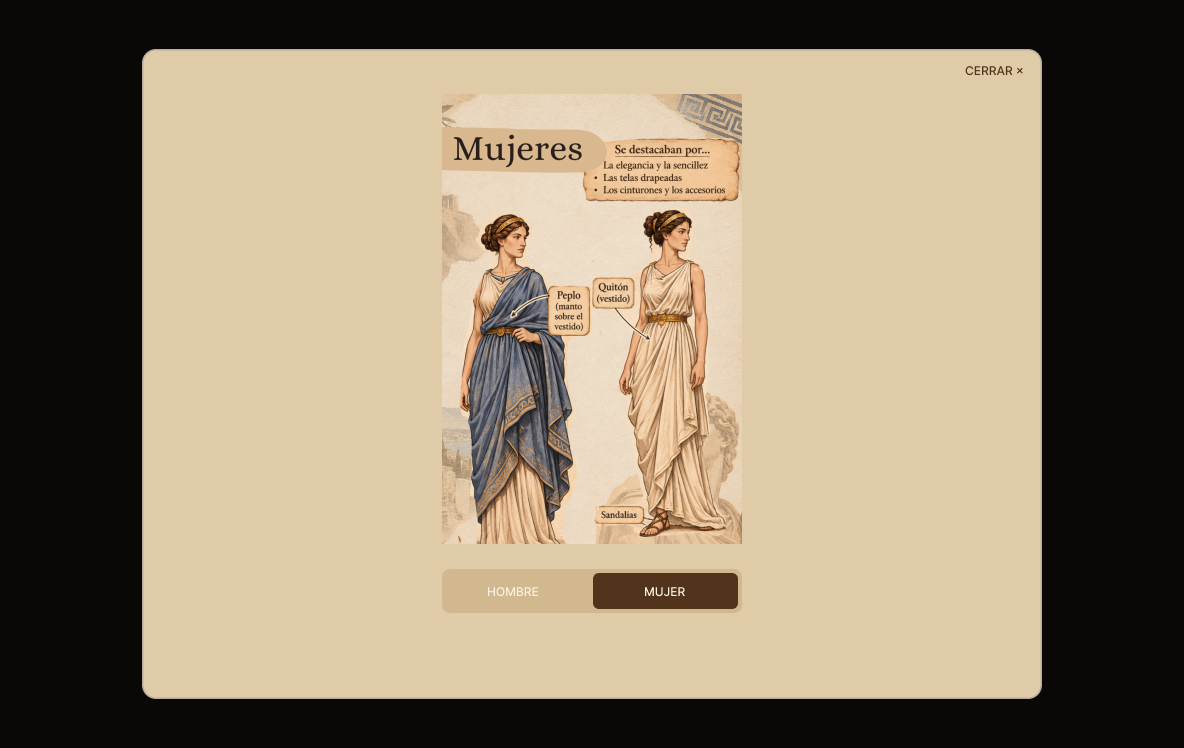 CERRAR ×
Mujeres
Se destacaban por...
La elegancia y la sencillez
• Las telas drapeadas
• Los cinturones y los accesorios
Peplo
(manto
sobre el
vestido)
Quitón
(vestido)
Sandalias
HOMBRE
MUJER